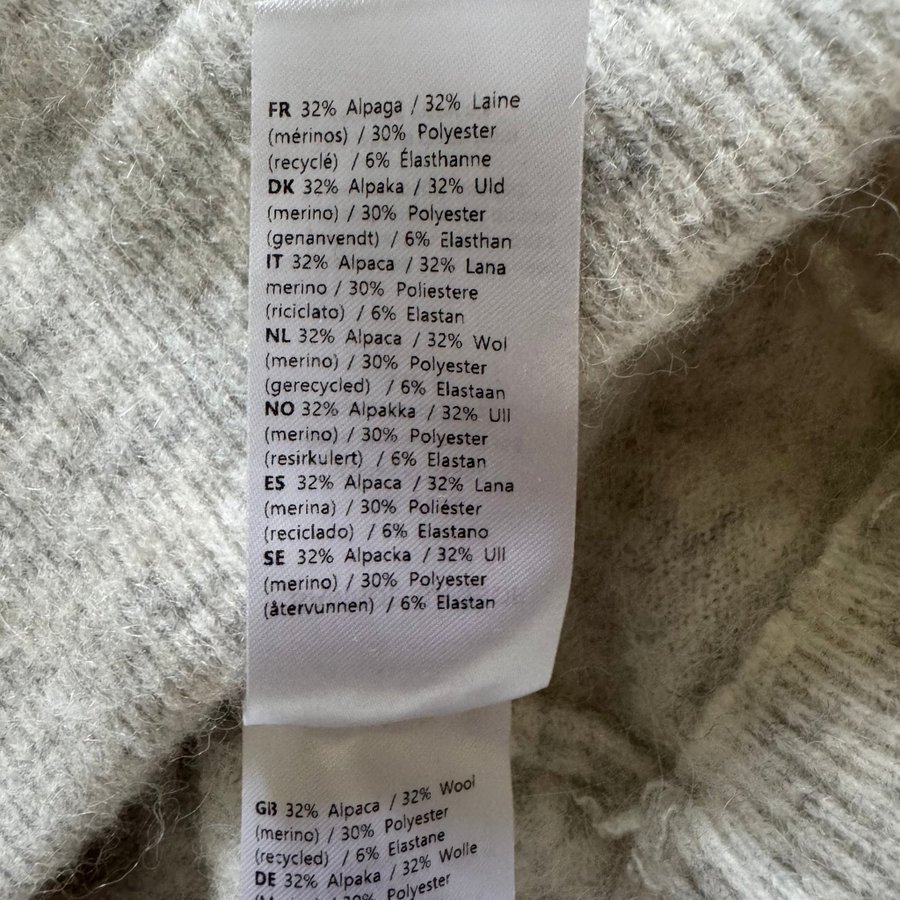 FR 32% Alpaga / 32% Laine
(mérinos) / 30% Polyester
(recyclé) / 6% Élasthanne
DK 32% Alpaka / 32% Uld
(merino) / 30% Polyester
(genanvendt) / 6% Elasthan
IT 32% Alpaca / 32% Lana
merino / 30% Poliestere
(riciclato) / 6% Elastan
NL 32% Alpaca / 32% Wol
(merino) / 30% Polyester
(gerecycled) / 6% Elastaan
NO 32% Alpakka / 32% Ull
(merino) / 30% Polyester
(resirkulert) / 6% Elastan
ES 32% Alpaca / 32% Lana
(merina) / 30% Poliéster
(reciclado) / 6% Elastano
SE 32% Alpacka / 32% Ull
(merino) / 30% Polyester
(återvunnen) / 6% Elastan
GB 32% Alpaca / 32% Wool
(merino) / 30% Polyester
(recycled) / 6% Elastane
DE 32% Alpaka / 32% Wolle
(Merino) / 30% Polyester